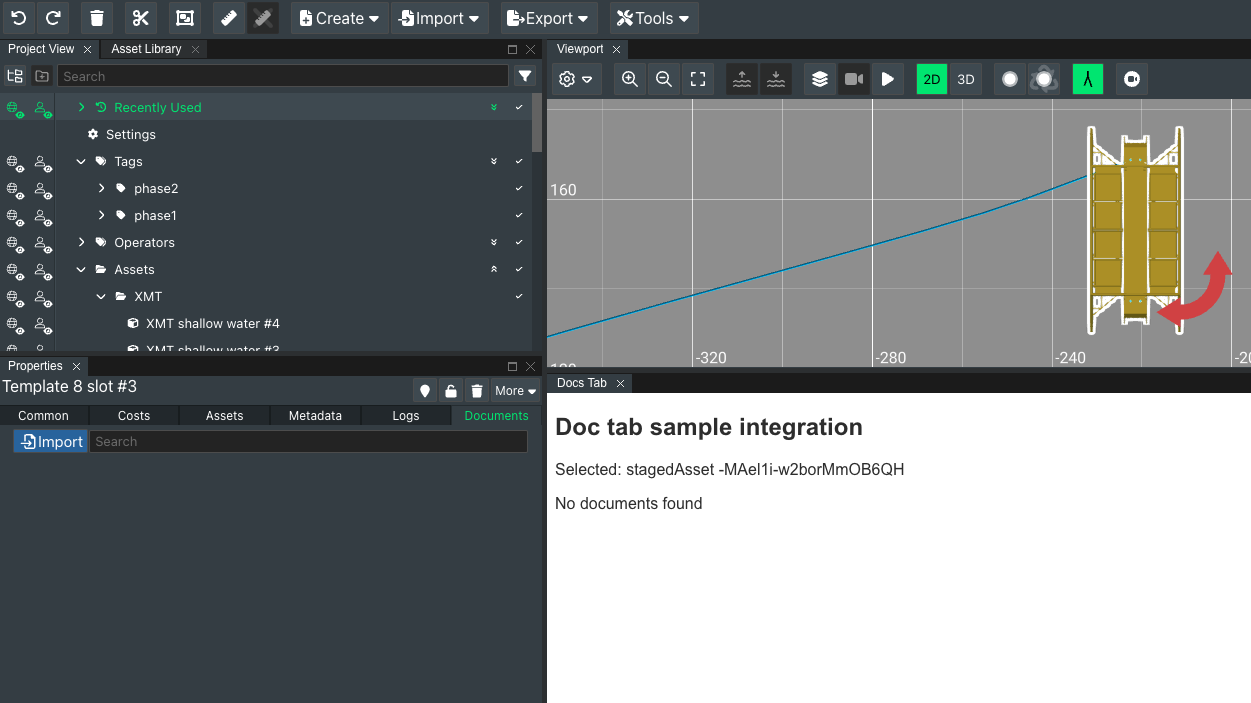 Create Import Export Tools
Project View Asset Library
Search
Recently Used
Settings
Tags
phase2
phase1
Operators
Assets
XMT
XMT shallow water #4
XMT shallow water #3
Properties
Template 8 slot #3
More
Common Costs Assets Metadata Logs Documents
Import Search
Viewport
2D 3D
160
-320 -280 -240
Docs Tab
Doc tab sample integration
Selected: stagedAsset -MAel1i-w2borMmOB6QH
No documents found